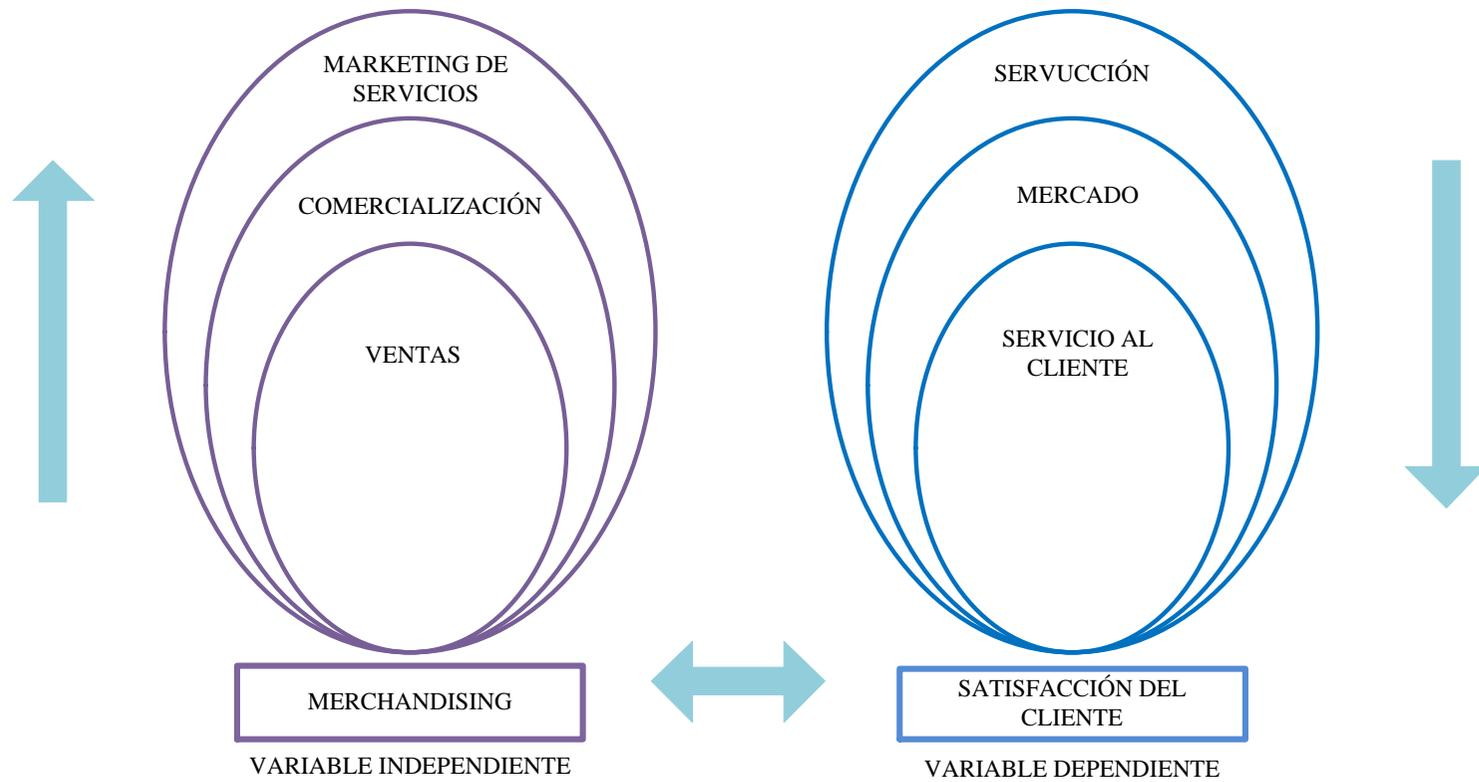 MARKETING DE
SERVICIOS
COMERCIALIZACIÓN
VENTAS
MERCHANDISING
VARIABLE INDEPENDIENTE
SERVUCCIÓN
MERCADO
SERVICIO AL
CLIENTE
SATISFACCIÓN DEL
CLIENTE
VARIABLE DEPENDIENTE